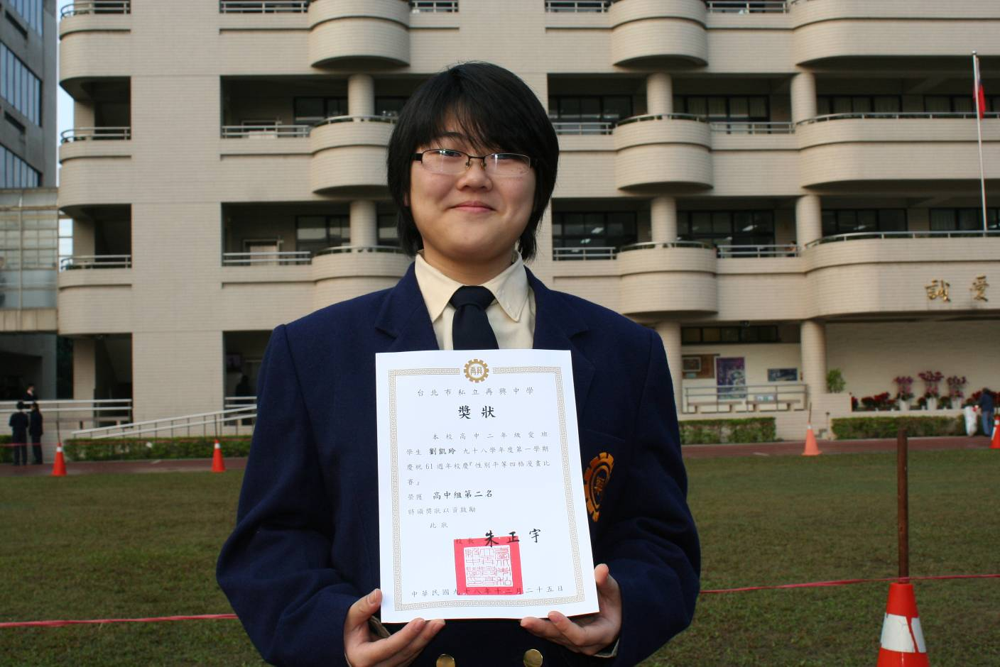 誠 愛
再興
台北市私立再興中學
獎狀
本校高中二年級愛班
學生 劉凱玲 九十八學年度第一學期
慶祝61週年校慶『性別平等四格漫畫比
賽』
榮獲 高中組第二名
特頒獎狀以資鼓勵
此狀
校長 朱正宇
中華民國九十八年十二月二十五日